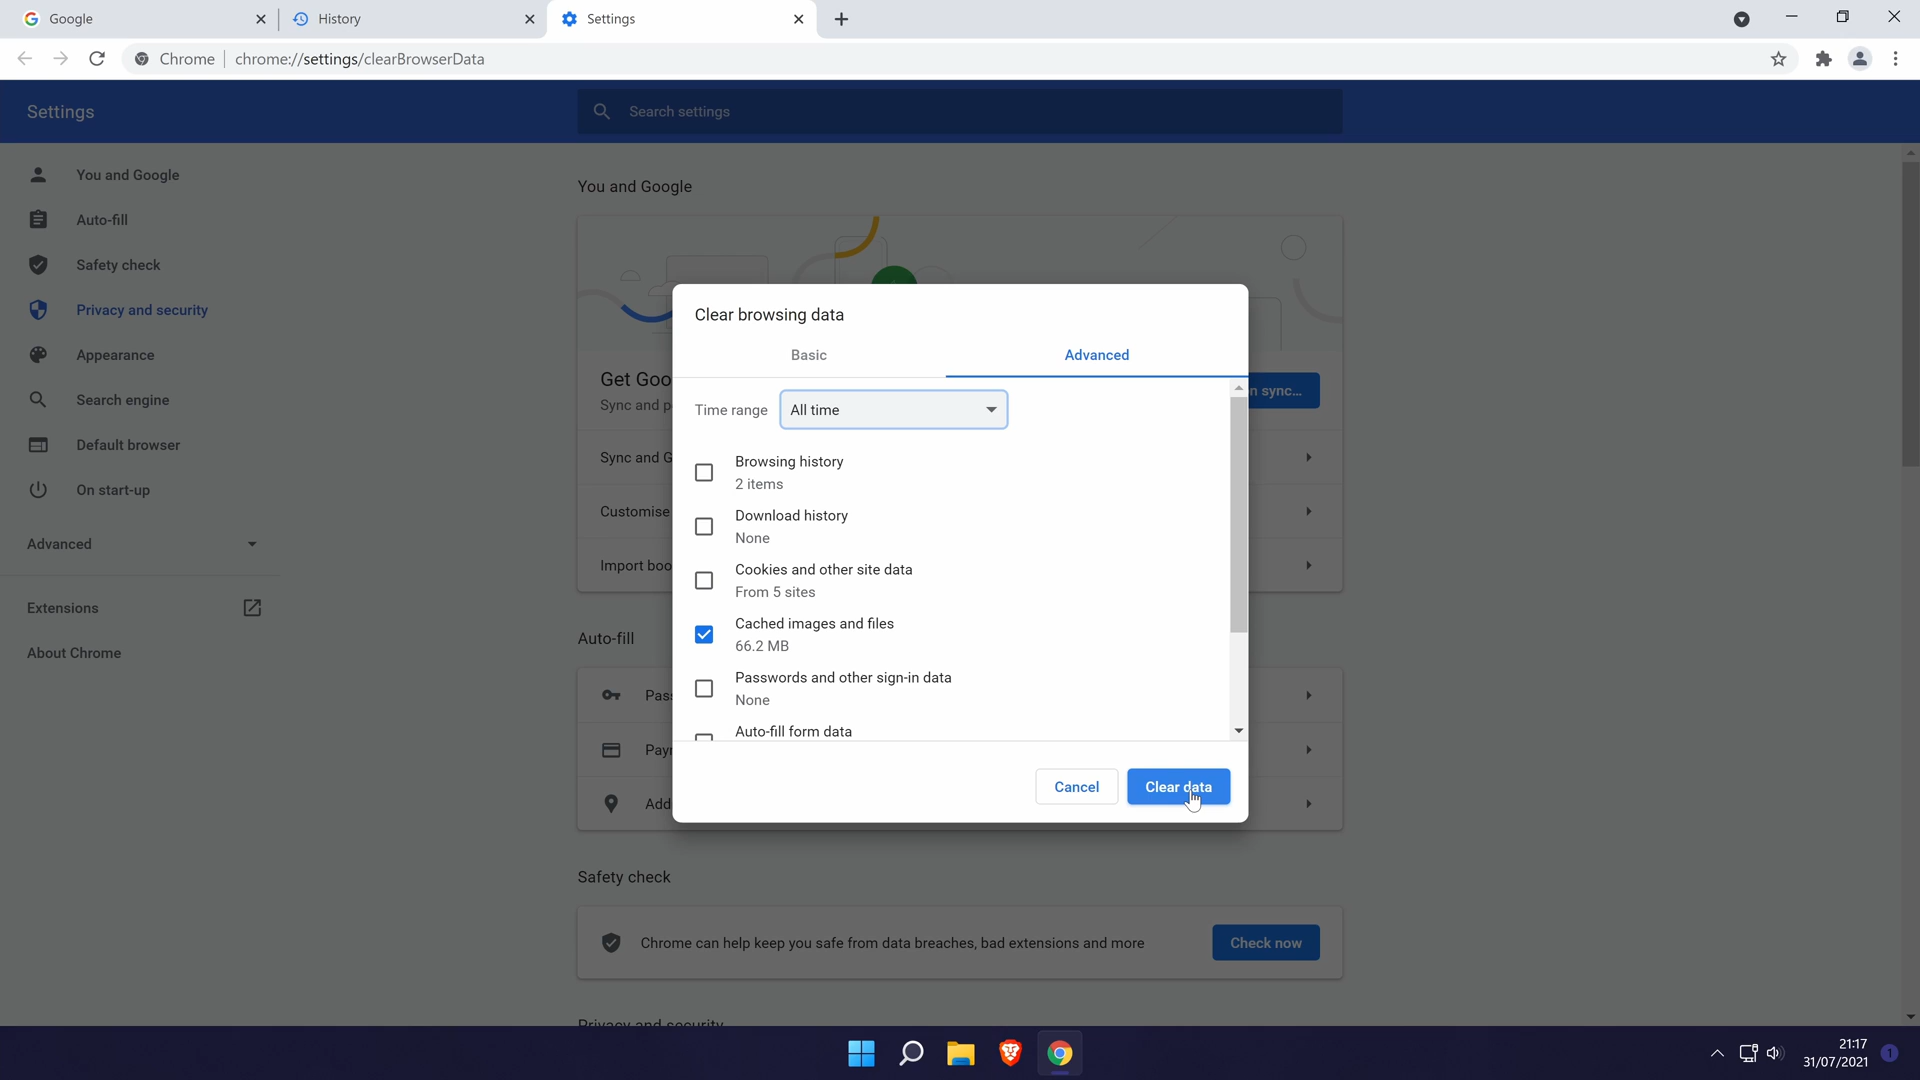 Google
History
Settings
Chrome
chrome://settings/clearBrowserData
Settings
Search settings
You and Google
Auto-fill
Safety check
Privacy and security
Appearance
Search engine
Default browser
On start-up
Advanced
Extensions
About Chrome
You and Google
Get Goo
Sync and p
n sync...
Sync and G
Customise
Import boo
Clear browsing data
Basic
Advanced
Time range
All time
Browsing history
2 items
Download history
None
Cookies and other site data
From 5 sites
Cached images and files
66.2 MB
Passwords and other sign-in data
None
Auto-fill form data
Cancel
Clear data
Auto-fill
Pass
Payr
Add
Safety check
Chrome can help keep you safe from data breaches, bad extensions and more
Check now
Privacy and security
21:17
31/07/2021
1